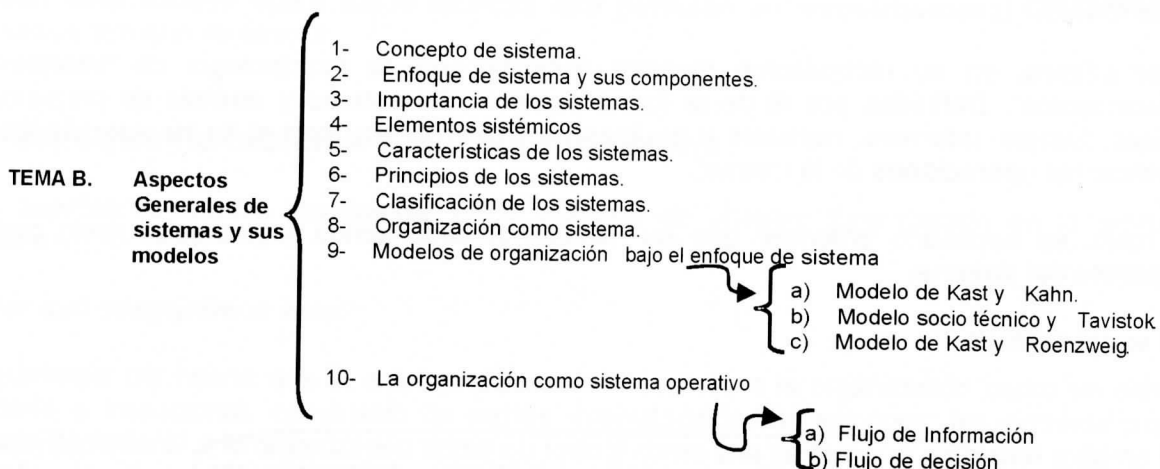 1- Concepto de sistema.
2- Enfoque de sistema y sus componentes.
3- Importancia de los sistemas.
4- Elementos sistémicos
5- Características de los sistemas.
TEMA B. Aspectos
6- Principios de los sistemas.
Generales de
7- Clasificación de los sistemas.
sistemas y sus
8- Organización como sistema.
modelos
9- Modelos de organización bajo el enfoque de sistema
a) Modelo de Kast y Kahn.
b) Modelo socio técnico y Tavistok
c) Modelo de Kast y Roenzweig.
10- La organización como sistema operativo
a) Flujo de Información
b) Flujo de decisión